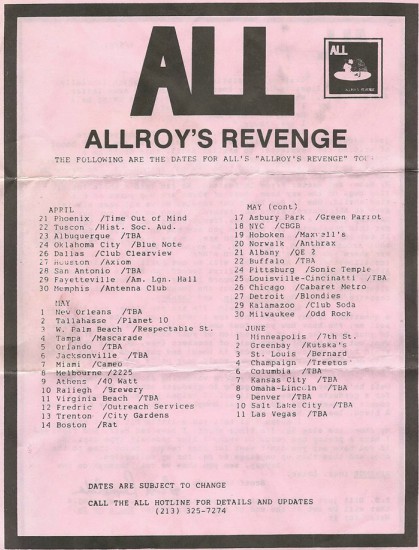 ALL
ALL
ALLROY'S REVENGE
THE FOLLOWING ARE THE DATES FOR ALL'S "ALLROY'S REVENGE"
APRIL
21 Phoenix /Time Out of Mind
22 Tuscon /Hist. Soc. Aud.
23 Albuquerque /TBA
24 Oklahoma City /Blue Note
26 Dallas /Club Clearview
27 Houston /Axiom
28 San Antonio /TBA
29 Fayetteville /Am. Lgn. Hall
30 Memphis /Antenna Club
MAY
1 New Orleans /TBA
2 Tallahasse /Planet 10
3 W. Palm Beach /Respectable St.
4 Tampa /Mascarade
5 Orlando /TBA
6 Jacksonville /TBA
7 Miami /Cameo
8 Melbourne /2225
9 Athens /40 Watt
10 Raliegh /Brewery
11 Virginia Beach /TBA
12 Fredric /Outreach Services
13 Trenton /City Gardens
14 Boston /Rat
MAY (cont)
17 Asbury Park /Green Parrot
18 NYC /CBGB
19 Hoboken /Maxwell's
20 Norwalk /Anthrax
21 Albany /QE 2
22 Buffalo /TBA
24 Pittsburg /Sonic Temple
25 Louisville-Cincinatti /TBA
26 Chicago /Cabaret Metro
27 Detroit /Blondies
29 Kalamazoo /Club Soda
30 Milwaukee /Odd Rock
JUNE
1 Minneapolis /7th St.
2 Greenbay /Kutska's
3 St. Louis /Bernard
4 Champaign /Treetos
6 Columbia /TBA
7 Kansas City /TBA
8 Omaha-Lincoln /TBA
9 Denver /TBA
10 Salt Lake City /TBA
11 Las Vegas /TBA
DATES ARE SUBJECT TO CHANGE
CALL THE ALL HOTLINE FOR DETAILS AND UPDATES
(213) 325-7274